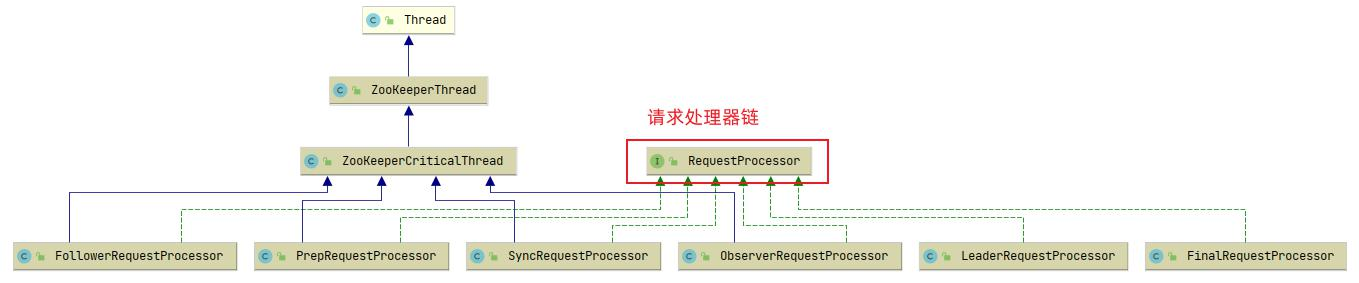 C Thread
C ZooKeeperThread
请求处理器链
C ZooKeeperCriticalThread
I RequestProcessor
C FollowerRequestProcessor
C PrepRequestProcessor
C SyncRequestProcessor
C ObserverRequestProcessor
C LeaderRequestProcessor
C FinalRequestProcessor